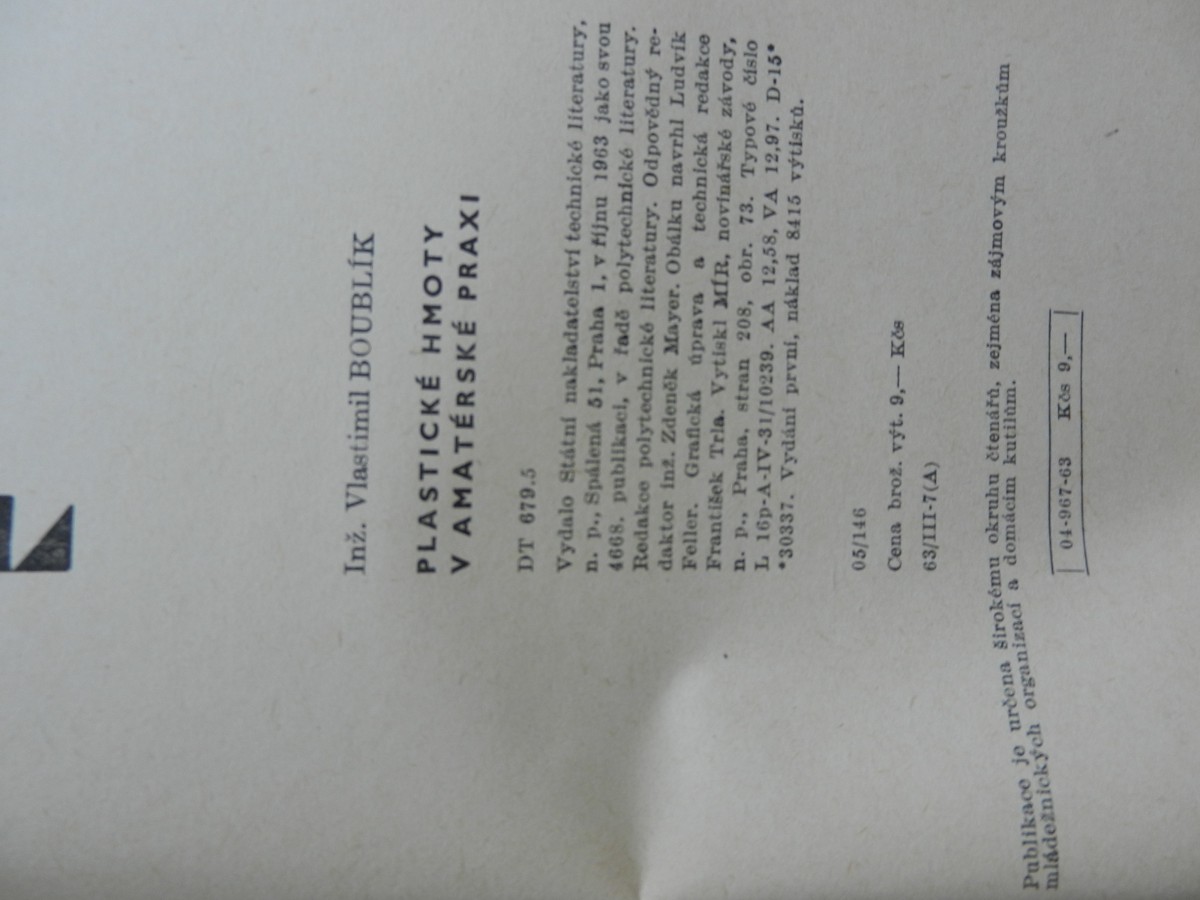 Inž. Vlastimil BOUBLÍK
PLASTICKÉ HMOTY
V AMATÉRSKÉ PRAXI
DT 679.5
Vydalo Státní nakladatelství technické literatury,
n. p., Spálená 51, Praha 1, v říjnu 1963 jako svou
4668. publikaci, v řadě polytechnické literatury.
Redakce polytechnické literatury. Odpovědný re-
daktor inž. Zdeněk Mayer. Obálku navrhl Ludvík
Feller. Grafická úprava a technická redakce
František Trla. Vytiskl MÍR, novinářské závody,
n. p., Praha, stran 208, obr. 73. Typové číslo
L 16p-A-IV-31/10239. AA 12,58, VA 12,97. D-15*
*30337. Vydání první, náklad 8415 výtisků.
05/146
Cena brož. výt. 9,— Kčs
63/III-7(A)
Publikace je určena širokému okruhu čtenářů, zejména zájmovým kroužkům
mládežnických organizací a domácím kutilům.
04-967-63 Kčs 9,—